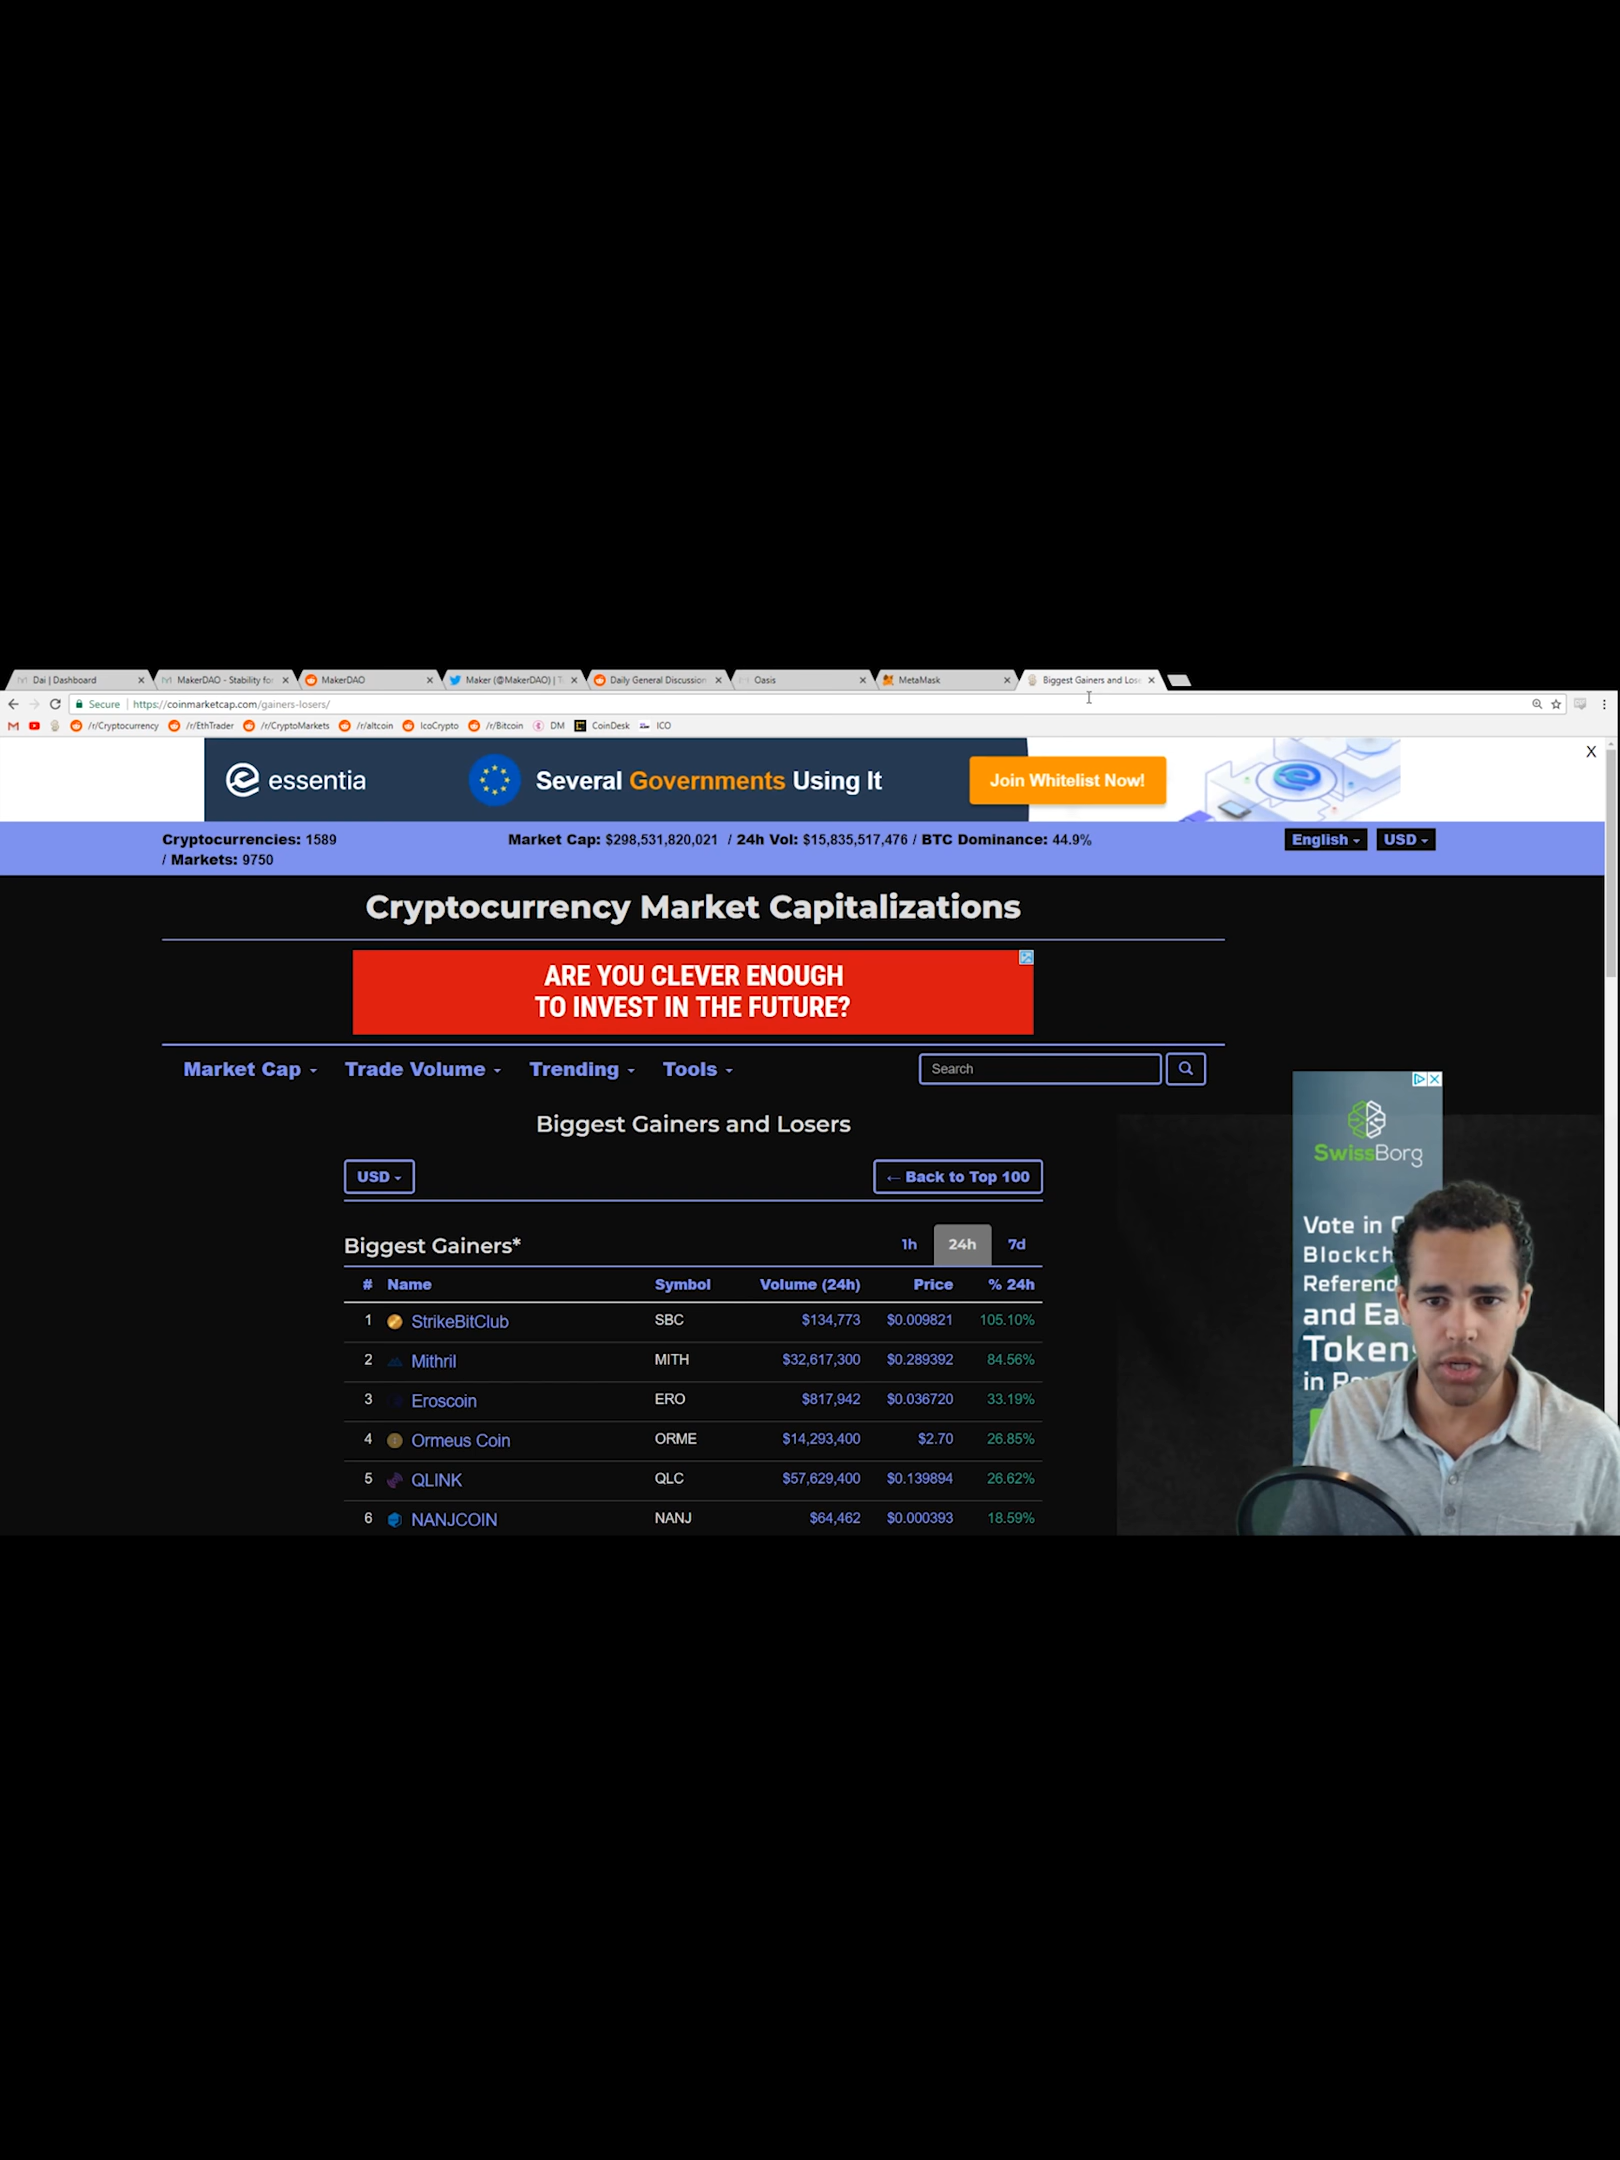 Dai | Dashboard
MakerDAO - Stability for
MakerDAO
Maker (@MakerDAO) |
Daily General Discussion
Oasis
MetaMask
Biggest Gainers and Los
Secure | https://coinmarketcap.com/gainers-losers/
/r/Cryptocurrency /r/EthTrader /r/CryptoMarkets /r/altcoin IcoCrypto /r/Bitcoin DM CoinDesk ICO
essentia Several Governments Using It Join Whitelist Now! X
Cryptocurrencies: 1589 Market Cap: $298,531,820,021 / 24h Vol: $15,835,517,476 / BTC Dominance: 44.9% English USD
/ Markets: 9750
Cryptocurrency Market Capitalizations
ARE YOU CLEVER ENOUGH
TO INVEST IN THE FUTURE?
Market Cap Trade Volume Trending Tools Search
Biggest Gainers and Losers
USD ← Back to Top 100
Biggest Gainers* 1h 24h 7d
# Name Symbol Volume (24h) Price % 24h
1 StrikeBitClub SBC $134,773 $0.009821 105.10%
2 Mithril MITH $32,617,300 $0.289392 84.56%
3 Eroscoin ERO $817,942 $0.036720 33.19%
4 Ormeus Coin ORME $14,293,400 $2.70 26.85%
5 QLINK QLC $57,629,400 $0.139894 26.62%
6 NANJCOIN NANJ $64,462 $0.000393 18.59%
SwissBorg
Vote in
Blockch
Referend
and Ea
Token
in